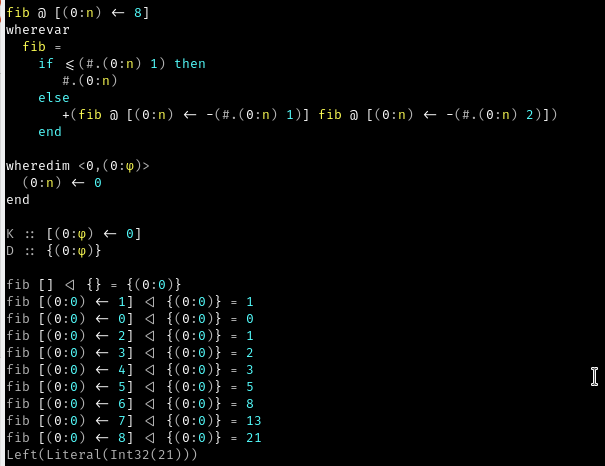 fib @ [(0:n) ← 8]
wherevar
  fib =
    if ⩽(#.(0:n) 1) then
       #.(0:n)
    else
       +(fib @ [(0:n) ← -(#.(0:n) 1)] fib @ [(0:n) ← -(#.(0:n) 2)])
    end

wheredim <0,(0:φ)>
  (0:n) ← 0
end

K :: [(0:φ) ← 0]
D :: {(0:φ)}

fib [] ◁ {} = {(0:0)}
fib [(0:0) ← 1] ◁ {(0:0)} = 1
fib [(0:0) ← 0] ◁ {(0:0)} = 0
fib [(0:0) ← 2] ◁ {(0:0)} = 1
fib [(0:0) ← 3] ◁ {(0:0)} = 2
fib [(0:0) ← 4] ◁ {(0:0)} = 3
fib [(0:0) ← 5] ◁ {(0:0)} = 5
fib [(0:0) ← 6] ◁ {(0:0)} = 8
fib [(0:0) ← 7] ◁ {(0:0)} = 13
fib [(0:0) ← 8] ◁ {(0:0)} = 21
Left(Literal(Int32(21)))